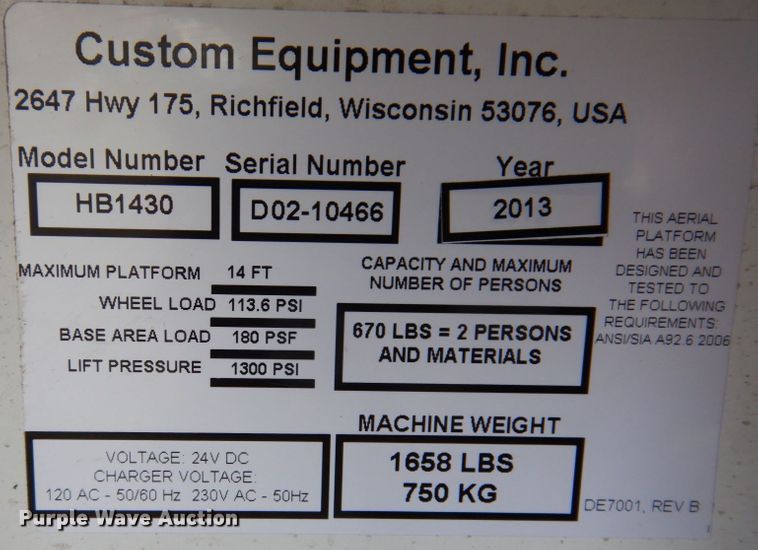 Custom Equipment, Inc.
2647 Hwy 175, Richfield, Wisconsin 53076, USA
Model Number
HB1430
Serial Number
D02-10466
Year
2013
MAXIMUM PLATFORM 14 FT
WHEEL LOAD 113.6 PSI
BASE AREA LOAD 180 PSF
LIFT PRESSURE 1300 PSI
CAPACITY AND MAXIMUM
NUMBER OF PERSONS
670 LBS = 2 PERSONS
AND MATERIALS
THIS AERIAL
PLATFORM
HAS BEEN
DESIGNED AND
TESTED TO
THE FOLLOWING
REQUIREMENTS:
ANSI/SIA A92.6 2006
VOLTAGE: 24V DC
CHARGER VOLTAGE:
120 AC - 50/60 Hz 230V AC - 50Hz
MACHINE WEIGHT
1658 LBS
750 KG
DE7001, REV B
Purple Wave Auction